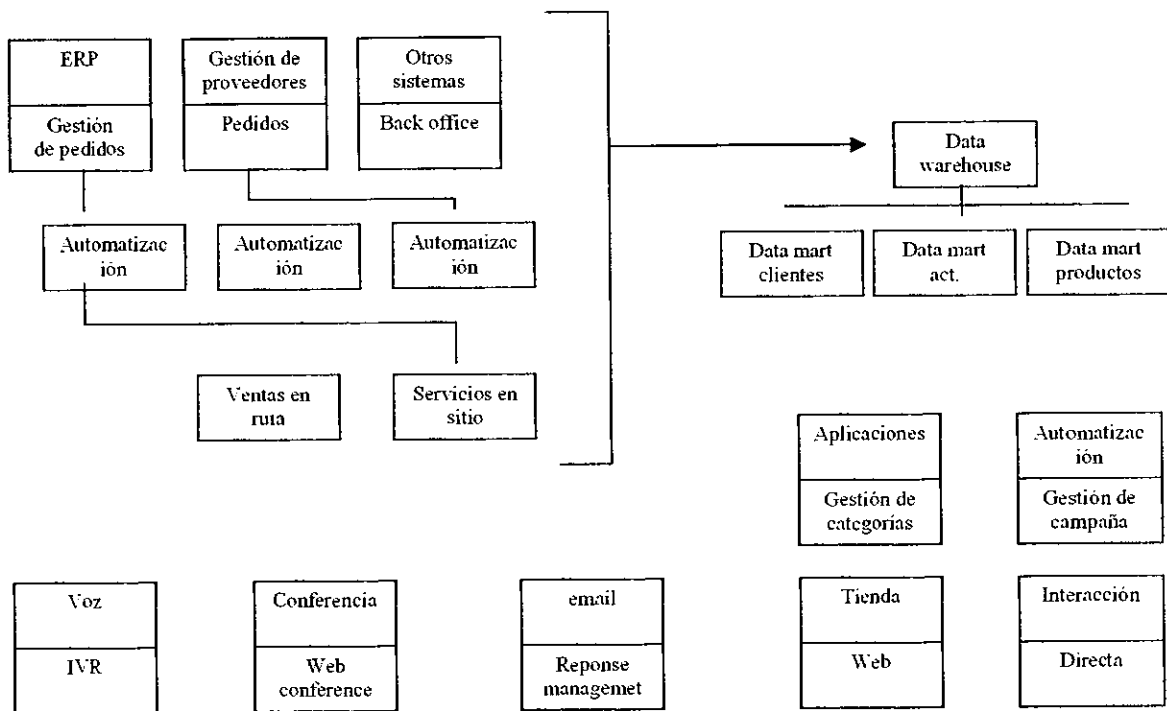 ERP
Gestión de
proveedores
Otros
sistemas
Gestión
de pedidos
Pedidos
Back office
Data
warehouse
Automatizac
ión
Automatizac
ión
Automatización
Data mart
clientes
Data mart
act.
Data mart
productos
Ventas en
ruta
Servicios en
sitio
Aplicaciones
Automatizac
ión
Gestión de
categorías
Gestión de
campaña
Voz
Conferencia
email
Tienda
Interacción
IVR
Web
conference
Reponse
managemet
Web
Directa